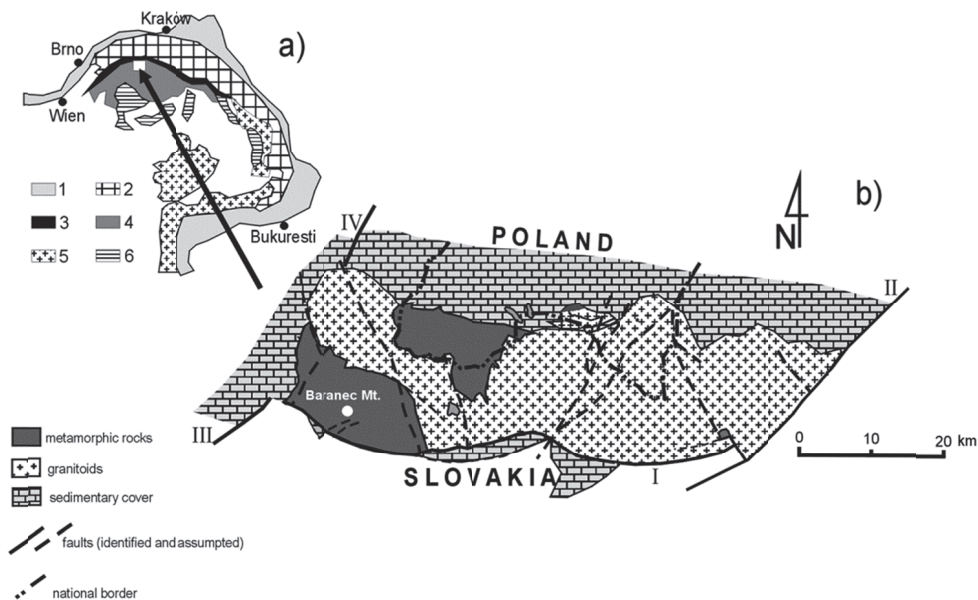 Kraków
a)
Brno
Wien
1 2
3 4
5 6
Bukuresti
b)
N
IV
POLAND
II
Baranec Mt.
III
SLOVAKIA
I
0 10 20 km
metamorphic rocks
granitoids
sedimentary cover
faults (identified and assumpted)
national border